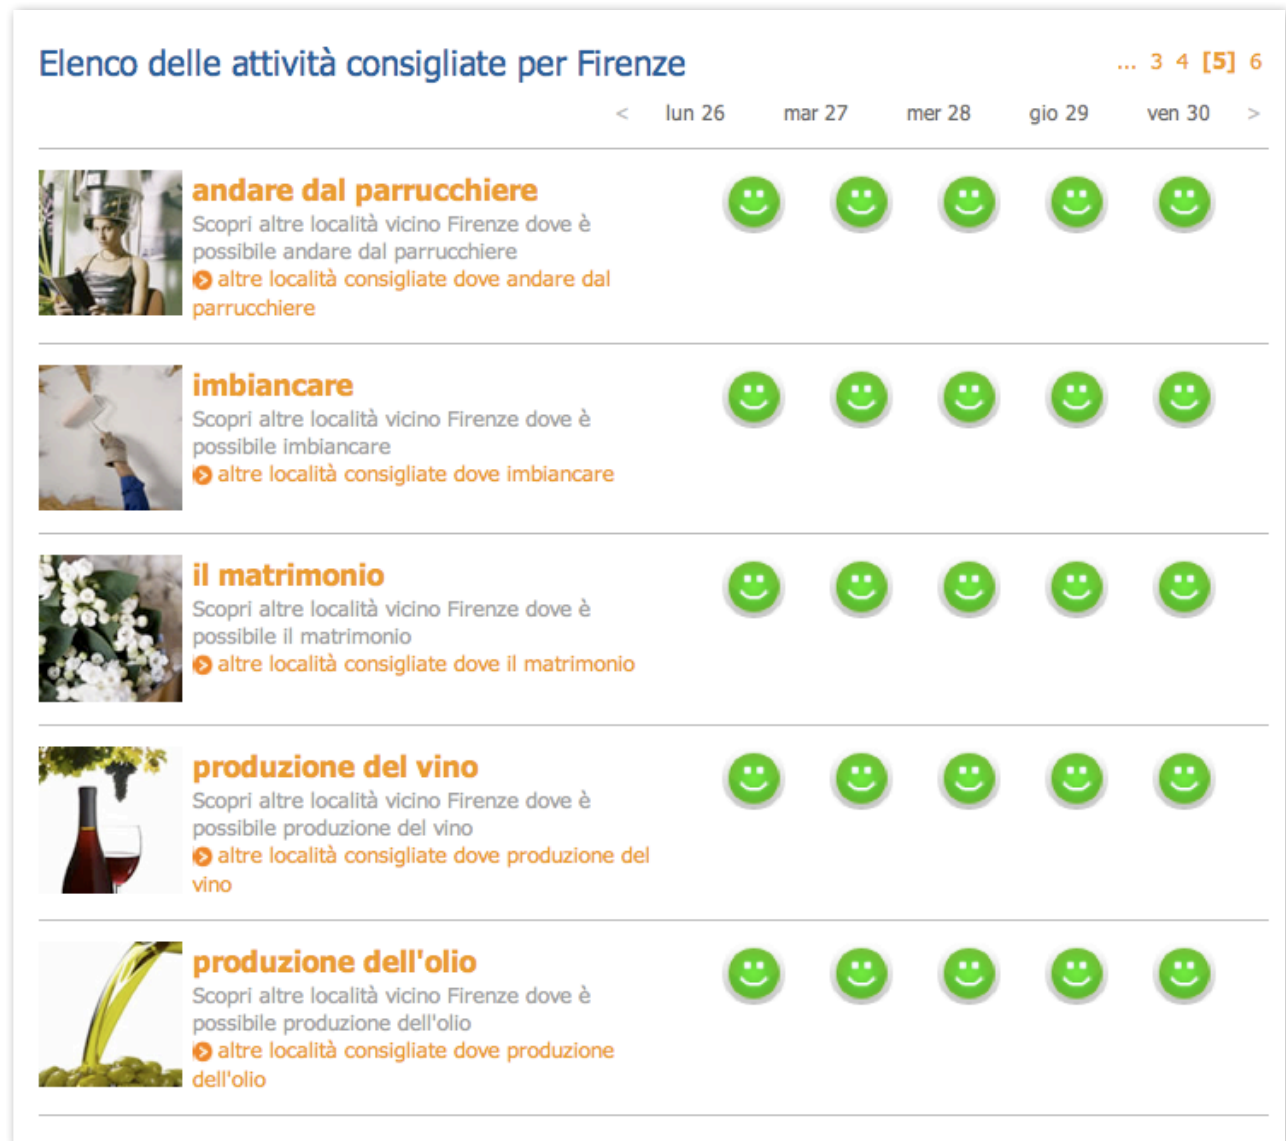 Elenco delle attività consigliate per Firenze
... 3 4 [5] 6
< lun 26 mar 27 mer 28 gio 29 ven 30 >
andare dal parrucchiere
Scopri altre località vicino Firenze dove è
possibile andare dal parrucchiere
altre località consigliate dove andare dal
parrucchiere
imbiancare
Scopri altre località vicino Firenze dove è
possibile imbiancare
altre località consigliate dove imbiancare
il matrimonio
Scopri altre località vicino Firenze dove è
possibile il matrimonio
altre località consigliate dove il matrimonio
produzione del vino
Scopri altre località vicino Firenze dove è
possibile produzione del vino
altre località consigliate dove produzione del
vino
produzione dell'olio
Scopri altre località vicino Firenze dove è
possibile produzione dell'olio
altre località consigliate dove produzione
dell'olio